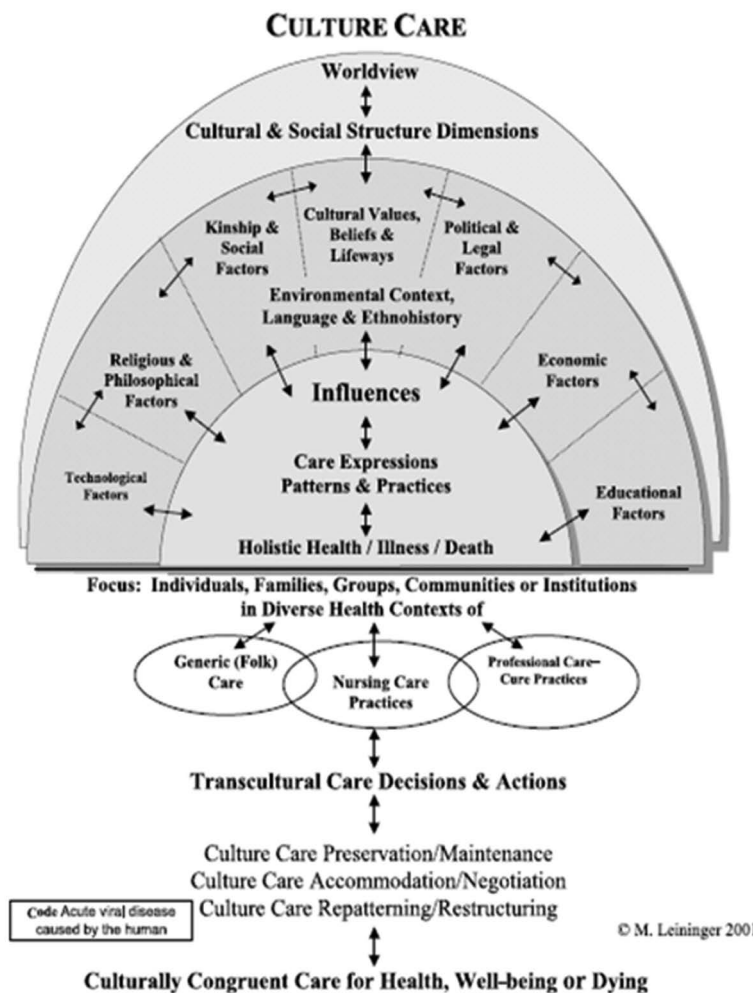 CULTURE CARE
Worldview
Cultural & Social Structure Dimensions
Kinship &
Social
Factors
Cultural Values,
Beliefs &
Lifeways
Political &
Legal
Factors
Environmental Context,
Language & Ethnohistory
Religious &
Philosophical
Factors
Economic
Factors
Influences
Technological
Factors
Care Expressions
Patterns & Practices
Educational
Factors
Holistic Health / Illness / Death
Focus: Individuals, Families, Groups, Communities or Institutions
in Diverse Health Contexts of
Generic (Folk)
Care
Nursing Care
Practices
Professional Care–
Cure Practices
Transcultural Care Decisions & Actions
Culture Care Preservation/Maintenance
Culture Care Accommodation/Negotiation
Culture Care Repatterning/Restructuring
Code Acute viral disease
caused by the human
© M. Leininger 2001
Culturally Congruent Care for Health, Well–being or Dying